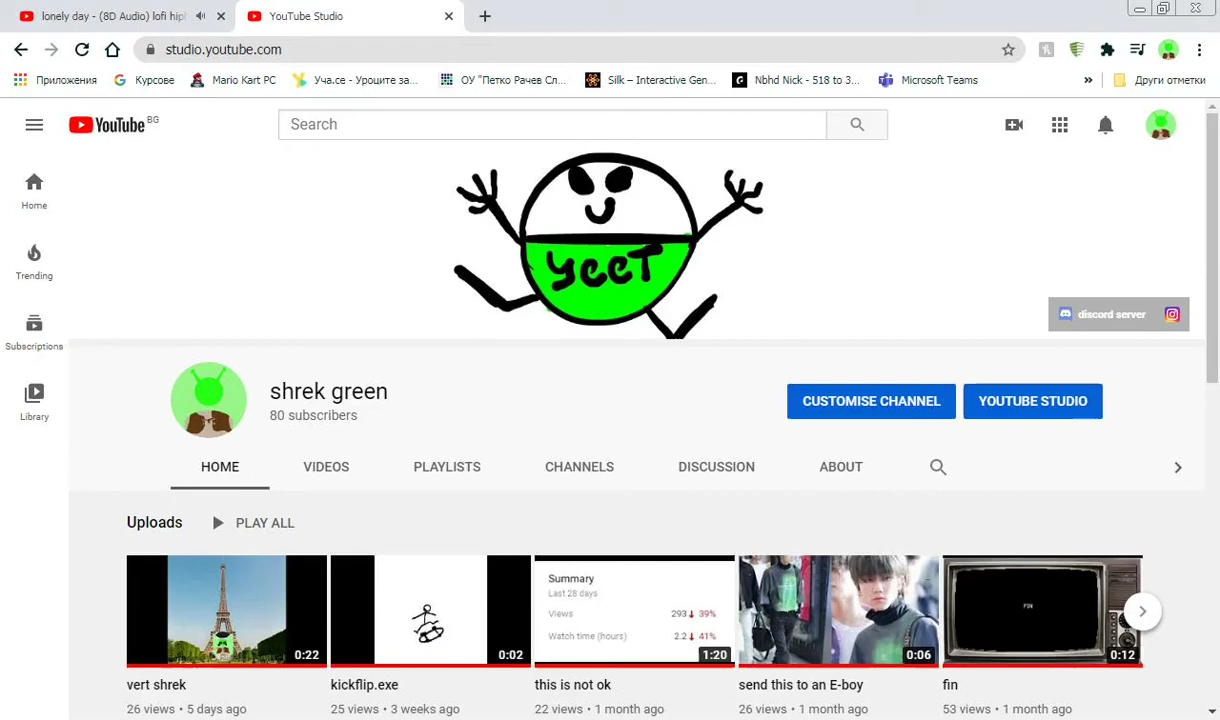 lonely day - (8D Audio) lofi hip
YouTube Studio
studio.youtube.com
Приложения
Курсове
Mario Kart PC
Уча.се - Урошите за...
ОУ "Петко Рачев Сл...
Silk – Interactive Gen...
Nbhd Nick - 518 to 3...
Microsoft Teams
»
Други отметки
YouTube BG
Search
Home
Trending
Subscriptions
Library
yeeT
discord server
shrek green
80 subscribers
CUSTOMISE CHANNEL
YOUTUBE STUDIO
HOME
VIDEOS
PLAYLISTS
CHANNELS
DISCUSSION
ABOUT
Uploads
PLAY ALL
0:22
0:02
Summary
Last 28 days
Views 293 39%
Watch time (hours) 2.2 41%
1:20
0:06
FIN
0:12
vert shrek
kickflip.exe
this is not ok
send this to an E-boy
fin
26 views • 5 days ago
25 views • 3 weeks ago
22 views • 1 month ago
26 views • 1 month ago
53 views • 1 month ago